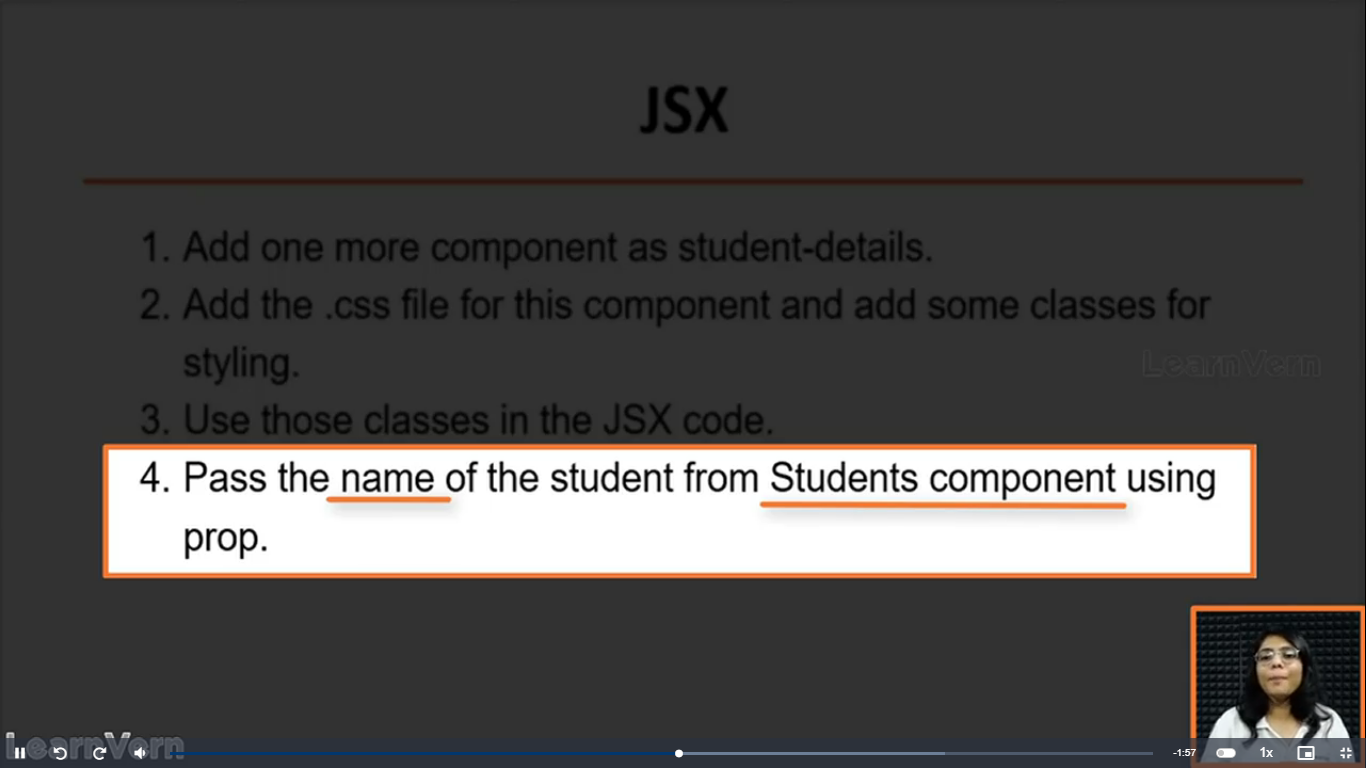 JSX
1. Add one more component as student-details.
2. Add the .css file for this component and add some classes for
styling.
LearnVern
3. Use those classes in the JSX code.
4. Pass the name of the student from Students component using
prop.
LearnVern
-1:57
1x